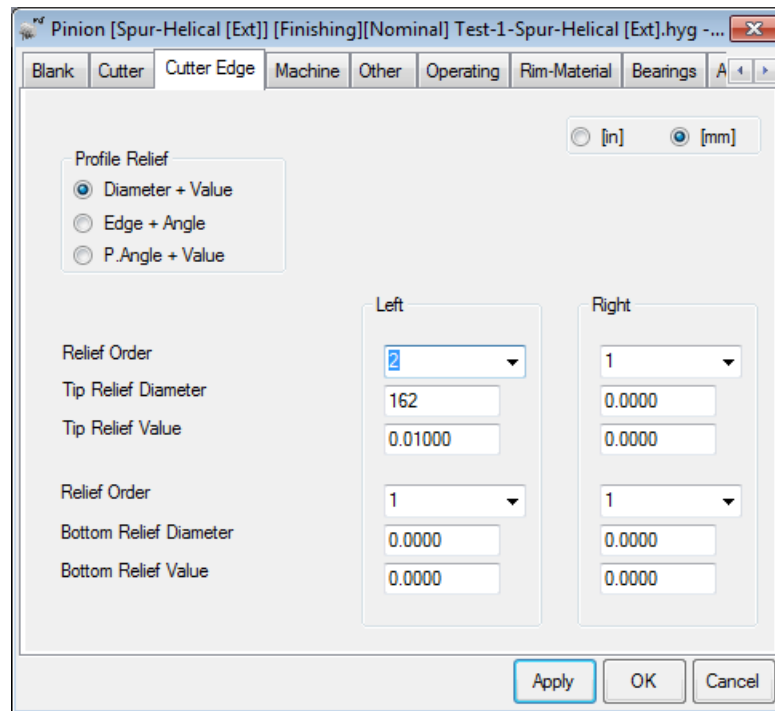 Pinion [Spur-Helical [Ext]] [Finishing][Nominal] Test-1-Spur-Helical [Ext].hyg -...
Blank Cutter Cutter Edge Machine Other Operating Rim-Material Bearings A
[in] [mm]
Profile Relief
Diameter + Value
Edge + Angle
P.Angle + Value
Left Right
Relief Order 2 1
Tip Relief Diameter 162 0.0000
Tip Relief Value 0.01000 0.0000
Relief Order 1 1
Bottom Relief Diameter 0.0000 0.0000
Bottom Relief Value 0.0000 0.0000
Apply OK Cancel